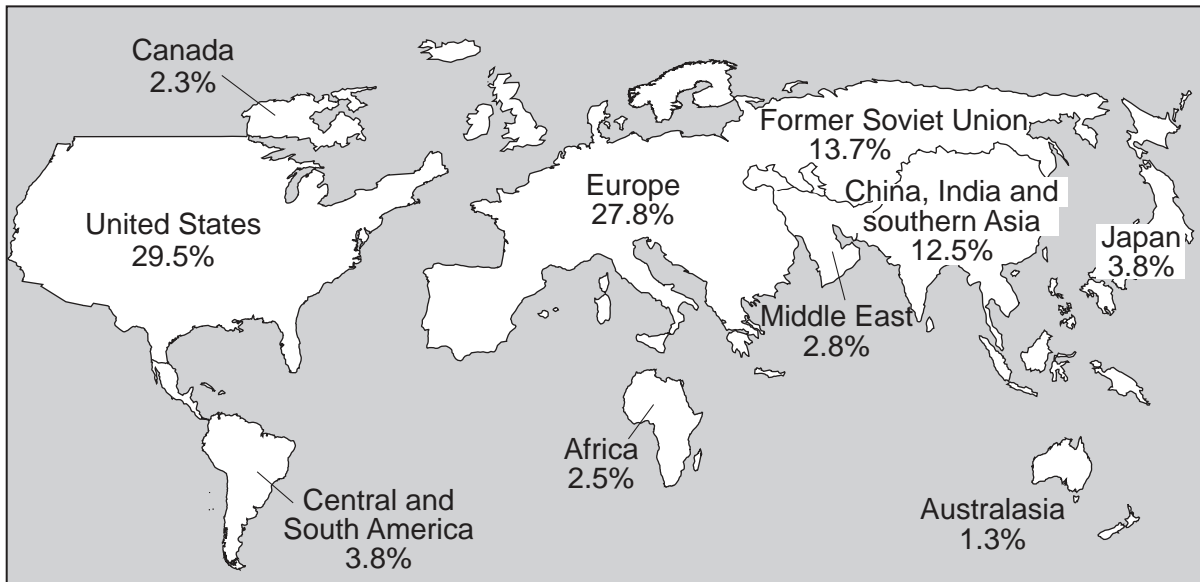 Canada
2.3%
United States
29.5%
Europe
27.8%
Former Soviet Union
13.7%
China, India and
southern Asia
12.5%
Japan
3.8%
Middle East
2.8%
Africa
2.5%
Central and
South America
3.8%
Australasia
1.3%